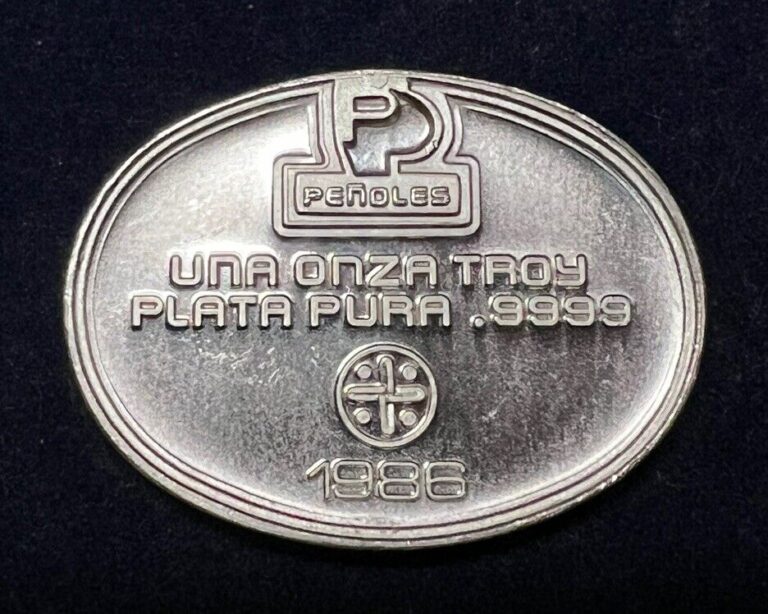 P
PEÑOLES
UNA ONZA TROY
PLATA PURA .9999
1986